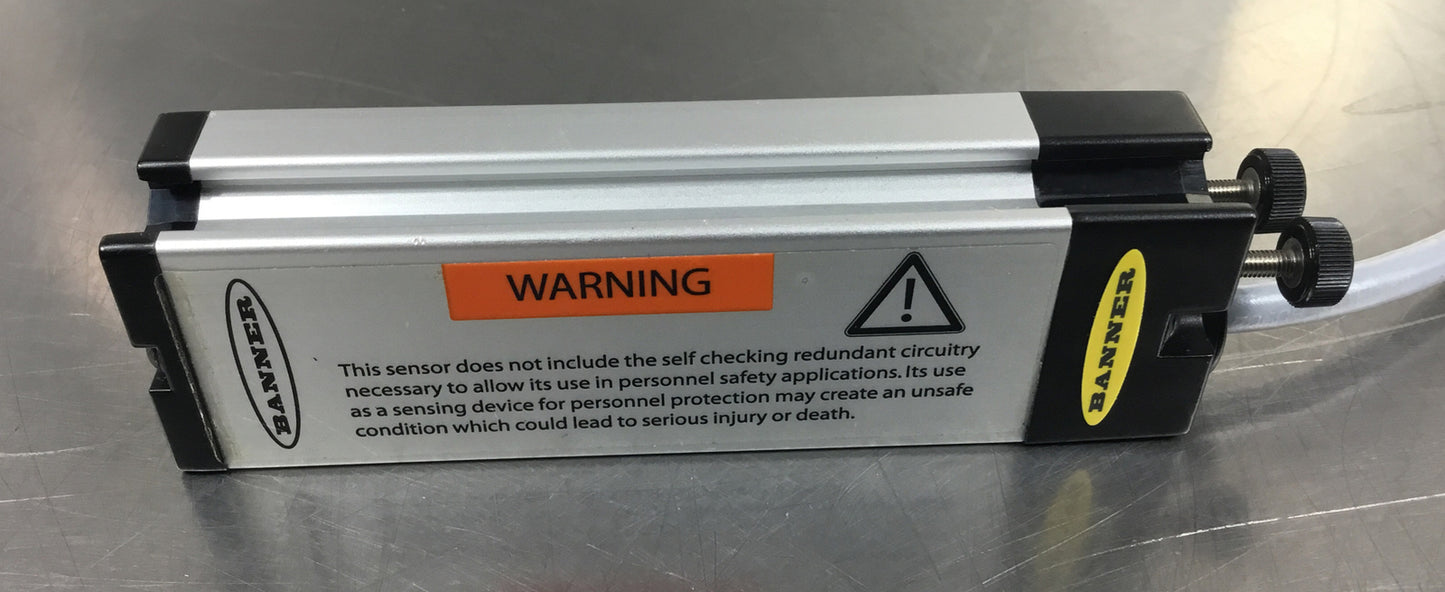 BANNER
WARNING
!
This sensor does not include the self checking redundant circuitry
necessary to allow its use in personnel safety applications. Its use
as a sensing device for personnel protection may create an unsafe
condition which could lead to serious injury or death.
BANNER